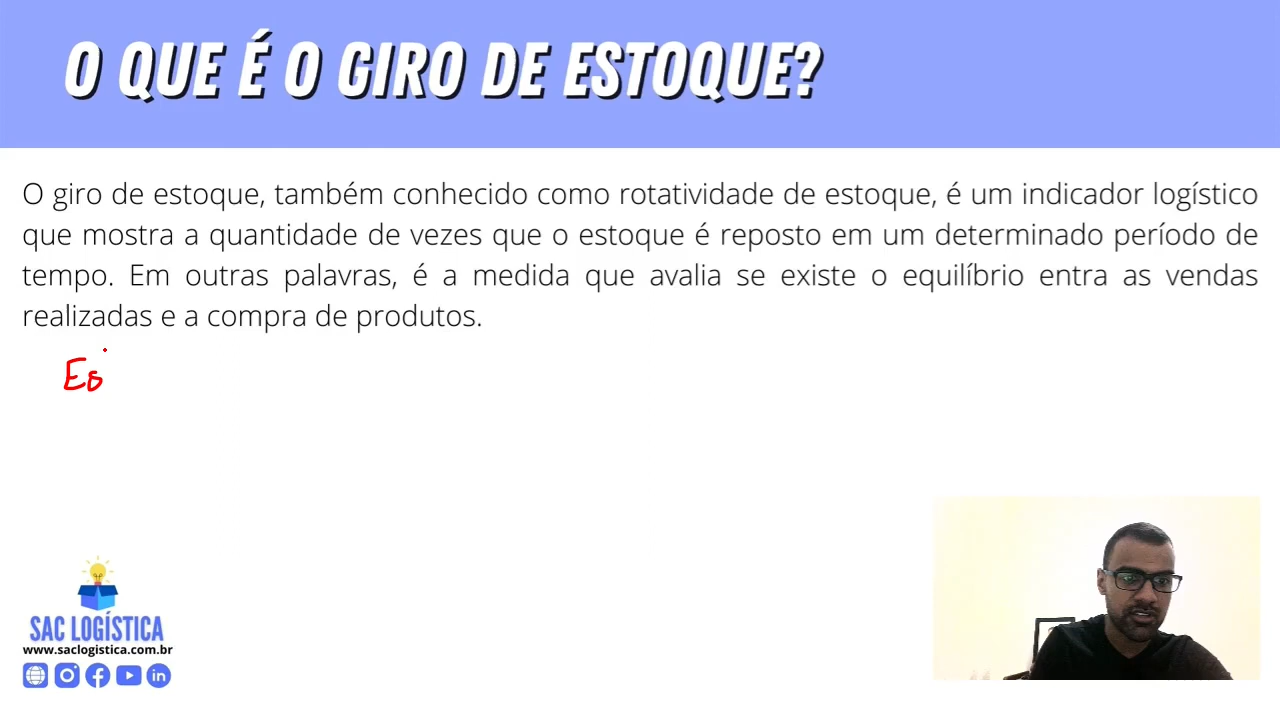 O QUE É O GIRO DE ESTOQUE?
O giro de estoque, também conhecido como rotatividade de estoque, é um indicador logístico
que mostra a quantidade de vezes que o estoque é reposto em um determinado período de
tempo. Em outras palavras, é a medida que avalia se existe o equilíbrio entra as vendas
realizadas e a compra de produtos.
Es
SAC LOGÍSTICA
www.saclogistica.com.br